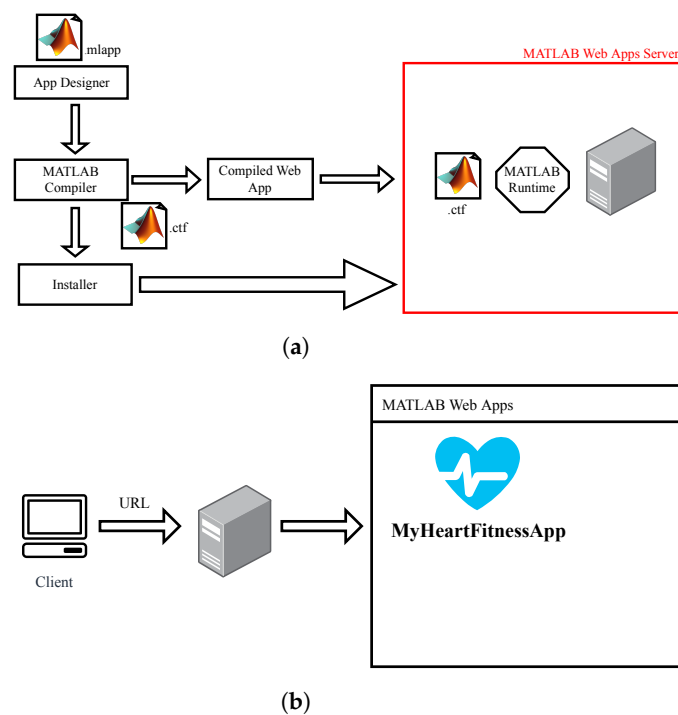 MATLAB Web Apps Server
.mlapp
App Designer
MATLAB
Compiler
Compiled Web
App
.ctf
.ctf
MATLAB
Runtime
Installer
(a)
MATLAB Web Apps
URL
MyHeartFitnessApp
Client
(b)